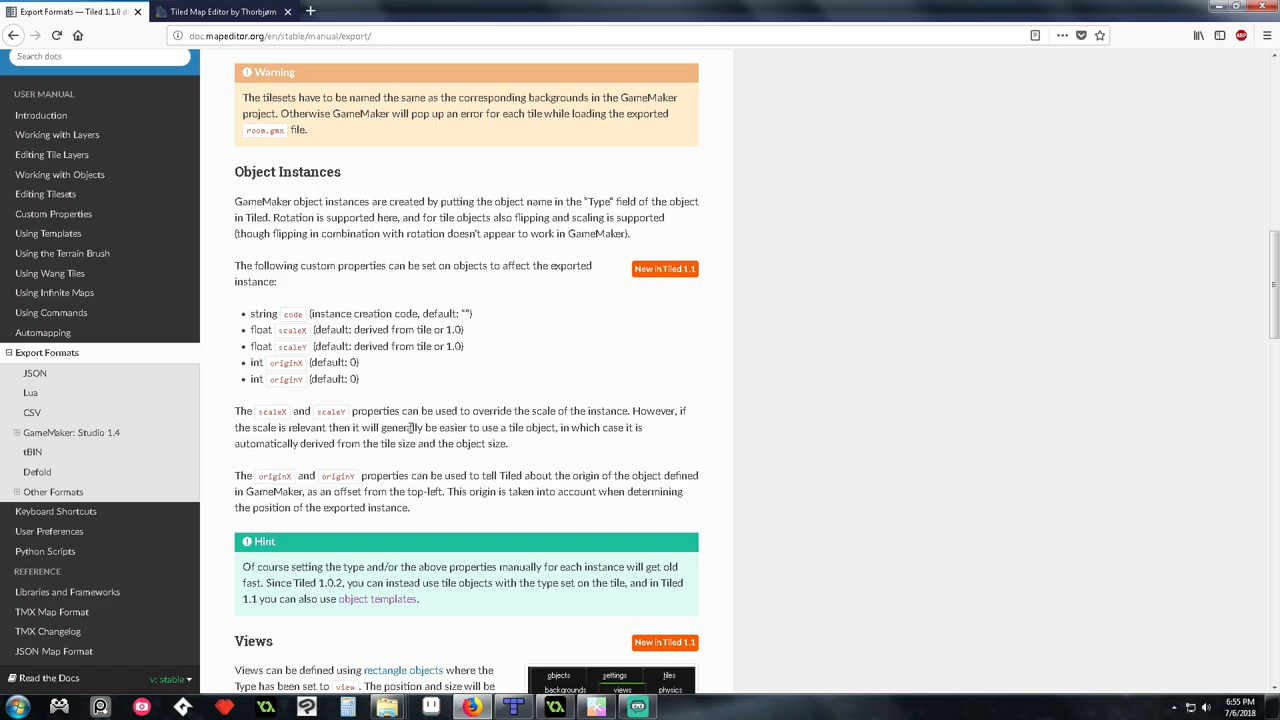 Export Formats — Tiled 1.1.0 do
Tiled Map Editor by Thorbjørn
doc.mapeditor.org/en/stable/manual/export/
ABP
Search docs
USER MANUAL
Introduction
Working with Layers
Editing Tile Layers
Working with Objects
Editing Tilesets
Custom Properties
Using Templates
Using the Terrain Brush
Using Wang Tiles
Using Infinite Maps
Using Commands
Automapping
Export Formats
JSON
Lua
CSV
GameMaker: Studio 1.4
tBIN
Defold
Other Formats
Keyboard Shortcuts
User Preferences
Python Scripts
REFERENCE
Libraries and Frameworks
TMX Map Format
TMX Changelog
JSON Map Format
Read the Docs
v: stable
Warning
The tilesets have to be named the same as the corresponding backgrounds in the GameMaker
project. Otherwise GameMaker will pop up an error for each tile while loading the exported
room.gmx file.
Object Instances
GameMaker object instances are created by putting the object name in the “Type” field of the object
in Tiled. Rotation is supported here, and for tile objects also flipping and scaling is supported
(though flipping in combination with rotation doesn’t appear to work in GameMaker).
The following custom properties can be set on objects to affect the exported
instance:
New in Tiled 1.1
• string code (instance creation code, default: ““)
• float scaleX (default: derived from tile or 1.0)
• float scaleY (default: derived from tile or 1.0)
• int originX (default: 0)
• int originY (default: 0)
The scaleX and scaleY properties can be used to override the scale of the instance. However, if
the scale is relevant then it will generally be easier to use a tile object, in which case it is
automatically derived from the tile size and the object size.
The originX and originY properties can be used to tell Tiled about the origin of the object defined
in GameMaker, as an offset from the top-left. This origin is taken into account when determining
the position of the exported instance.
Hint
Of course setting the type and/or the above properties manually for each instance will get old
fast. Since Tiled 1.0.2, you can instead use tile objects with the type set on the tile, and in Tiled
1.1 you can also use object templates.
Views
New in Tiled 1.1
Views can be defined using rectangle objects where the
Type has been set to view . The position and size will be
objects settings tiles
backgrounds views physics
6:55 PM
7/6/2018